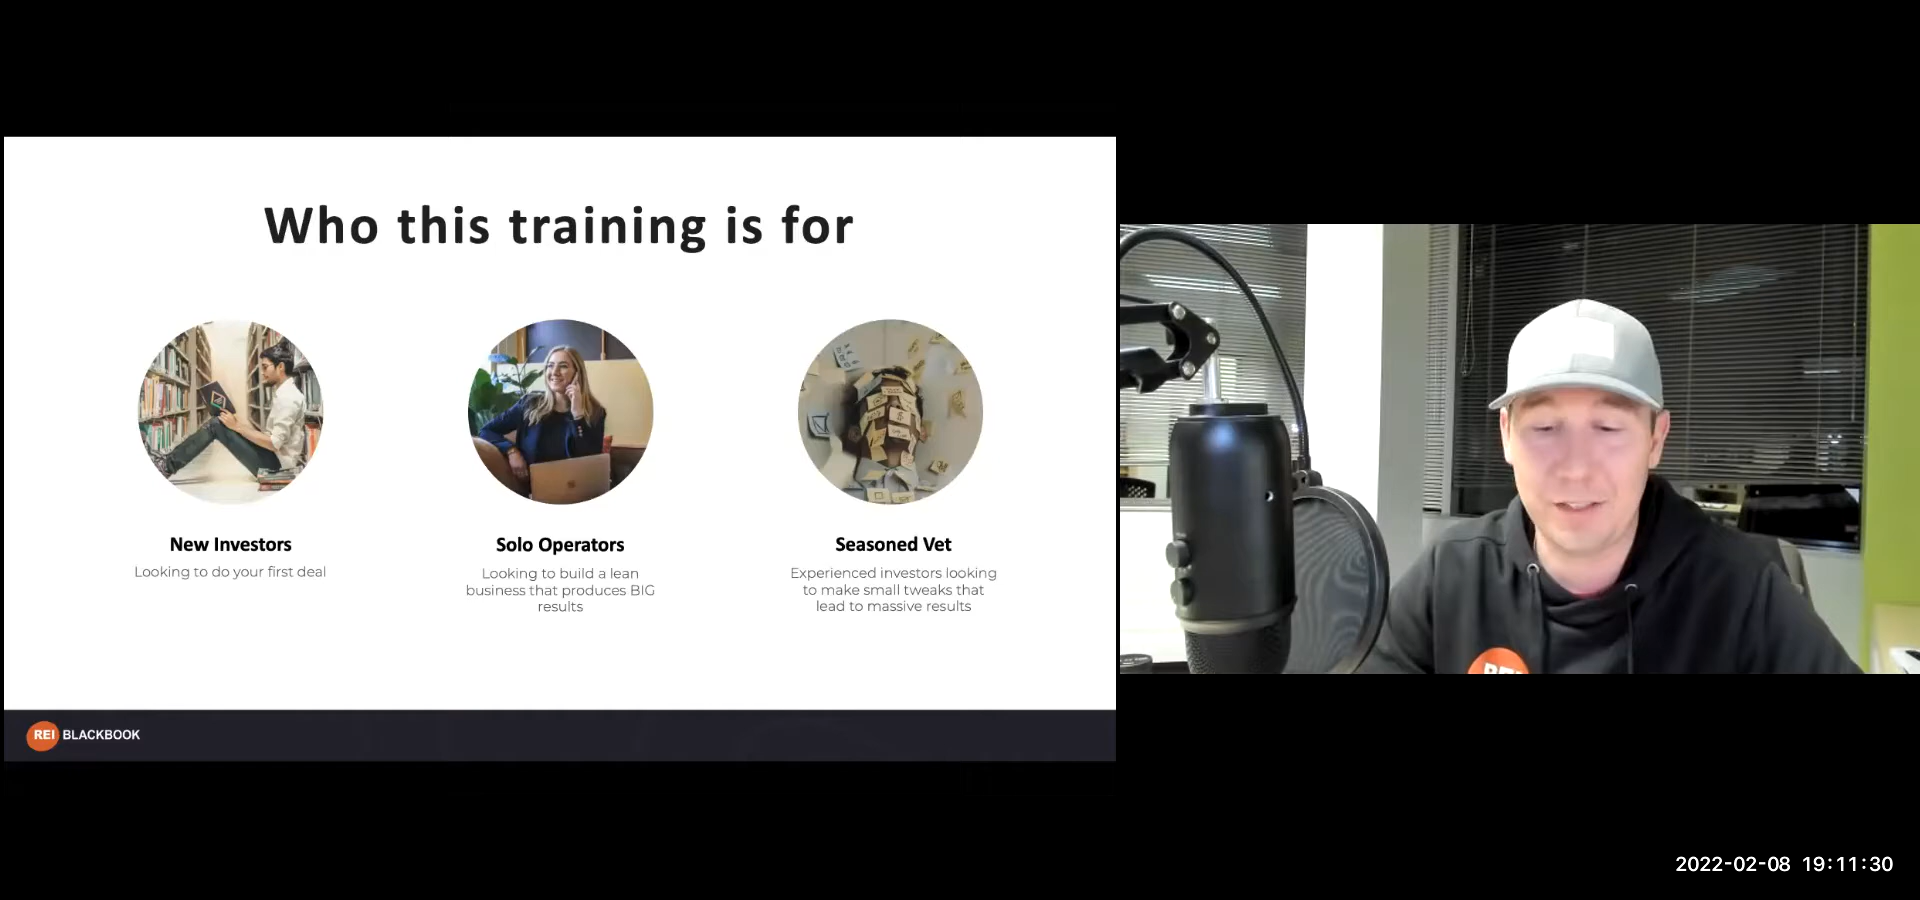 Who this training is for
New Investors
Looking to do your first deal
Solo Operators
Looking to build a lean
business that produces BIG
results
Seasoned Vet
Experienced investors looking
to make small tweaks that
lead to massive results
REI BLACKBOOK
2022-02-08 19:11:30